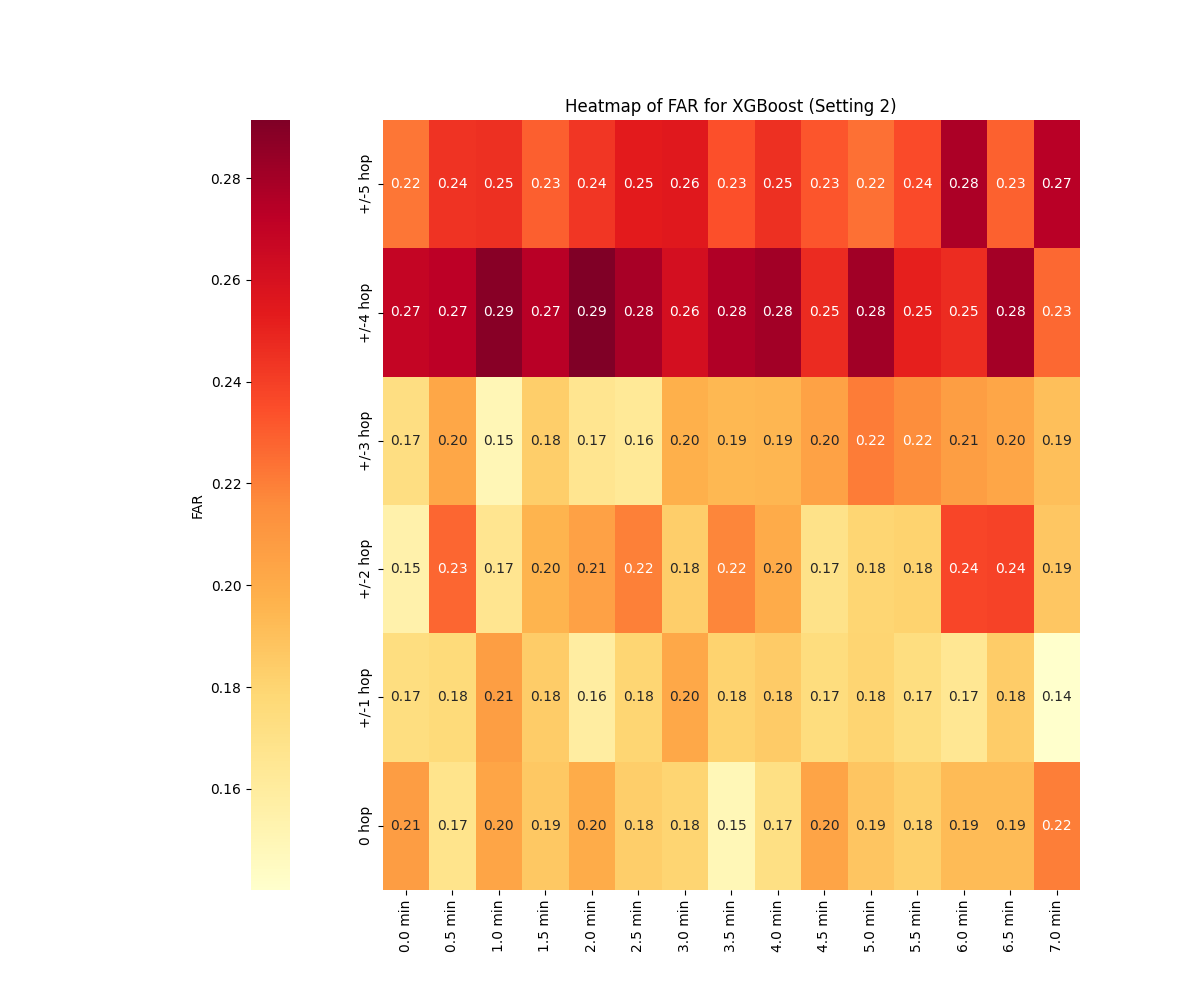 Heatmap of FAR for XGBoost (Setting 2)
FAR
0.28
0.26
0.24
0.22
0.20
0.18
0.16
+/-5 hop 0.22 0.24 0.25 0.23 0.24 0.25 0.26 0.23 0.25 0.23 0.22 0.24 0.28 0.23 0.27
+/-4 hop 0.27 0.27 0.29 0.27 0.29 0.28 0.26 0.28 0.28 0.25 0.28 0.25 0.25 0.28 0.23
+/-3 hop 0.17 0.20 0.15 0.18 0.17 0.16 0.20 0.19 0.19 0.20 0.22 0.22 0.21 0.20 0.19
+/-2 hop 0.15 0.23 0.17 0.20 0.21 0.22 0.18 0.22 0.20 0.17 0.18 0.18 0.24 0.24 0.19
+/-1 hop 0.17 0.18 0.21 0.18 0.16 0.18 0.20 0.18 0.18 0.17 0.18 0.17 0.17 0.18 0.14
0 hop 0.21 0.17 0.20 0.19 0.20 0.18 0.18 0.15 0.17 0.20 0.19 0.18 0.19 0.19 0.22
0.0 min 0.5 min 1.0 min 1.5 min 2.0 min 2.5 min 3.0 min 3.5 min 4.0 min 4.5 min 5.0 min 5.5 min 6.0 min 6.5 min 7.0 min